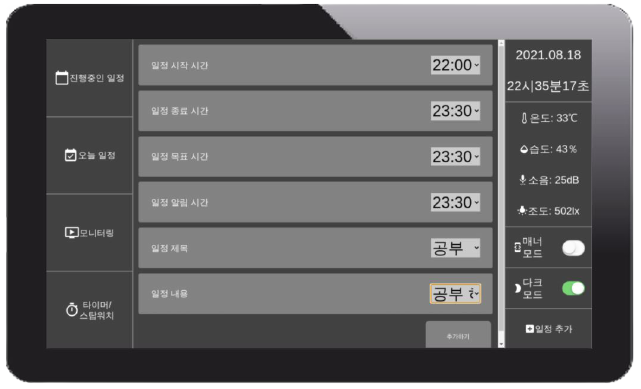 진행중인 일정
오늘 일정
모니터링
타이머/
스탑워치
일정 시작 시간 22:00
일정 종료 시간 23:30
일정 목표 시간 23:30
일정 알림 시간 23:30
일정 제목 공부
일정 내용 공부
추가하기
2021.08.18
22시35분17초
온도: 33℃
습도: 43%
소음: 25dB
조도: 502lx
매너
모드
다크
모드
일정 추가